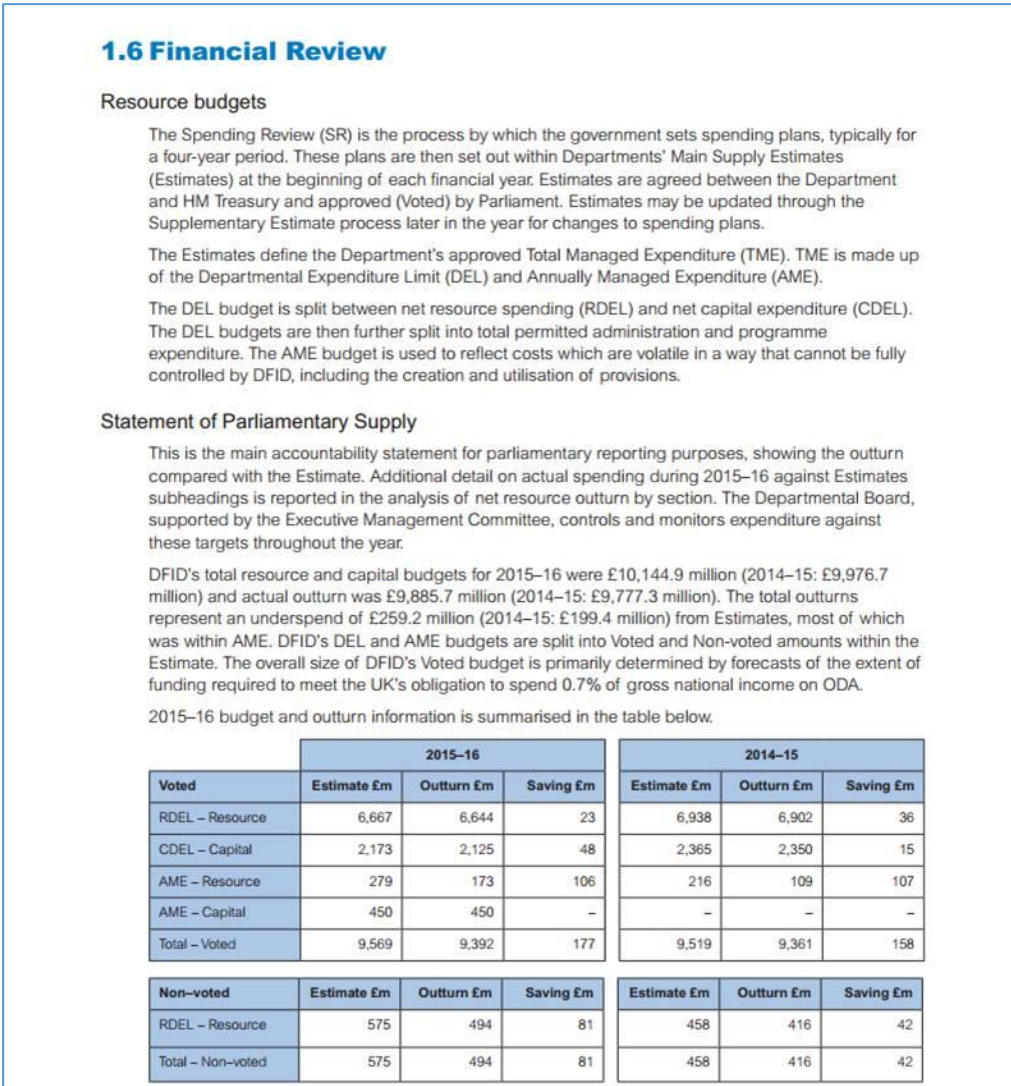 1.6 Financial Review
Resource budgets
The Spending Review (SR) is the process by which the government sets spending plans, typically for
a four-year period. These plans are then set out within Departments' Main Supply Estimates
(Estimates) at the beginning of each financial year. Estimates are agreed between the Department
and HM Treasury and approved (Voted) by Parliament. Estimates may be updated through the
Supplementary Estimate process later in the year for changes to spending plans.
The Estimates define the Department's approved Total Managed Expenditure (TME). TME is made up
of the Departmental Expenditure Limit (DEL) and Annually Managed Expenditure (AME).
The DEL budget is split between net resource spending (RDEL) and net capital expenditure (CDEL).
The DEL budgets are then further split into total permitted administration and programme
expenditure. The AME budget is used to reflect costs which are volatile in a way that cannot be fully
controlled by DFID, including the creation and utilisation of provisions.
Statement of Parliamentary Supply
This is the main accountability statement for parliamentary reporting purposes, showing the outturn
compared with the Estimate. Additional detail on actual spending during 2015–16 against Estimates
subheadings is reported in the analysis of net resource outturn by section. The Departmental Board,
supported by the Executive Management Committee, controls and monitors expenditure against
these targets throughout the year.
DFID's total resource and capital budgets for 2015–16 were £10,144.9 million (2014–15: £9,976.7
million) and actual outturn was £9,885.7 million (2014–15: £9,777.3 million). The total outturns
represent an underspend of £259.2 million (2014–15: £199.4 million) from Estimates, most of which
was within AME. DFID's DEL and AME budgets are split into Voted and Non-voted amounts within the
Estimate. The overall size of DFID's Voted budget is primarily determined by forecasts of the extent of
funding required to meet the UK's obligation to spend 0.7% of gross national income on ODA.
2015–16 budget and outturn information is summarised in the table below.
2015–16 2014–15
Voted Estimate £m Outturn £m Saving £m Estimate £m Outturn £m Saving £m
RDEL – Resource 6,667 6,644 23 6,938 6,902 36
CDEL – Capital 2,173 2,125 48 2,365 2,350 15
AME – Resource 279 173 106 216 109 107
AME – Capital 450 450 – – – –
Total – Voted 9,569 9,392 177 9,519 9,361 158
Non–voted Estimate £m Outturn £m Saving £m Estimate £m Outturn £m Saving £m
RDEL – Resource 575 494 81 458 416 42
Total – Non–voted 575 494 81 458 416 42